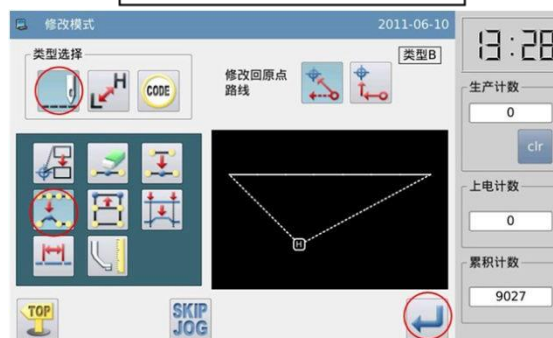 修改模式
2011-06-10
13:28
类型选择
类型B
L H
CODE
修改回原点
路线
生产计数
0
clr
上电计数
0
H
累积计数
9027
TOP
SKIP
JOG